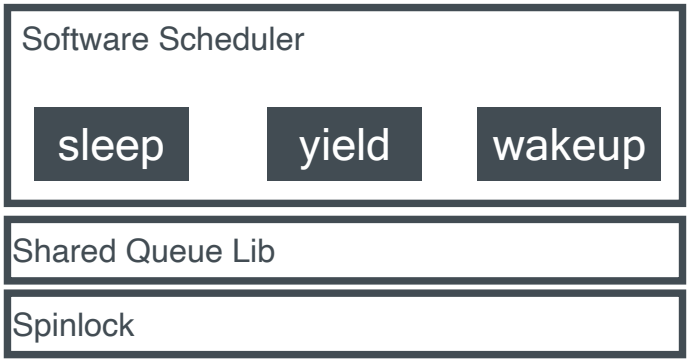 Software Scheduler
sleep yield wakeup
Shared Queue Lib
Spinlock